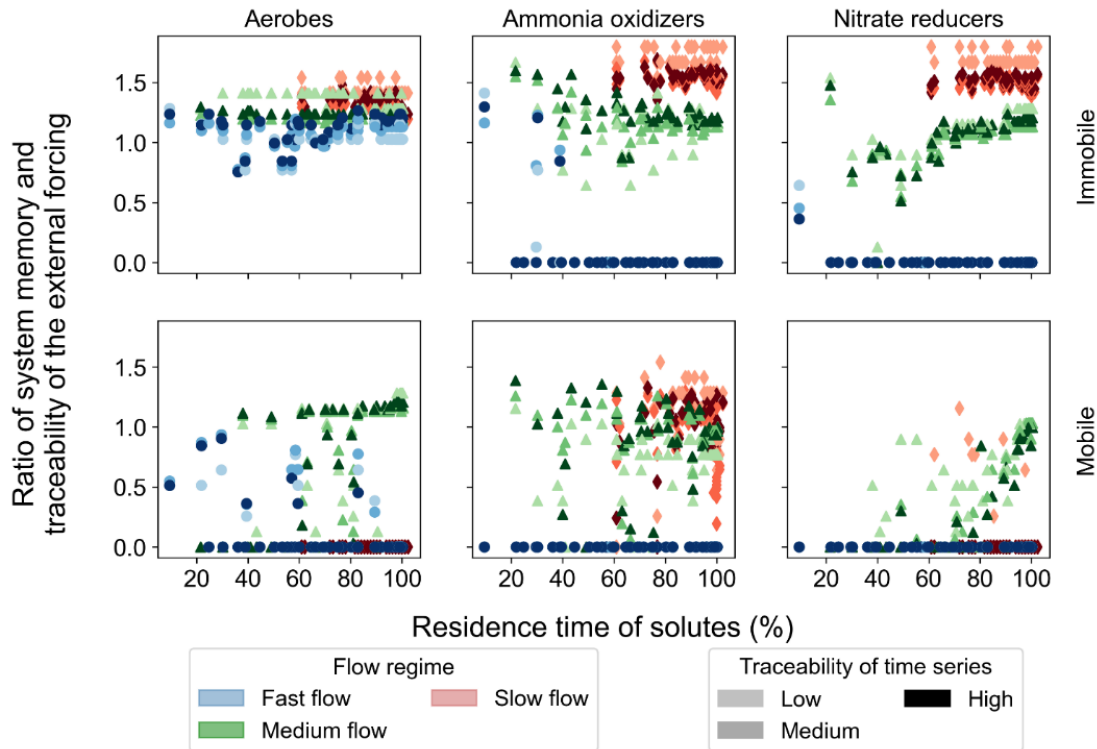 Aerobes
Ammonia oxidizers
Nitrate reducers
Ratio of system memory and
traceability of the external forcing
1.5
1.0
0.5
0.0
Immobile
1.5
1.0
0.5
0.0
Mobile
20 40 60 80 100
20 40 60 80 100
20 40 60 80 100
Residence time of solutes (%)
Flow regime
Fast flow
Slow flow
Medium flow
Traceability of time series
Low
High
Medium